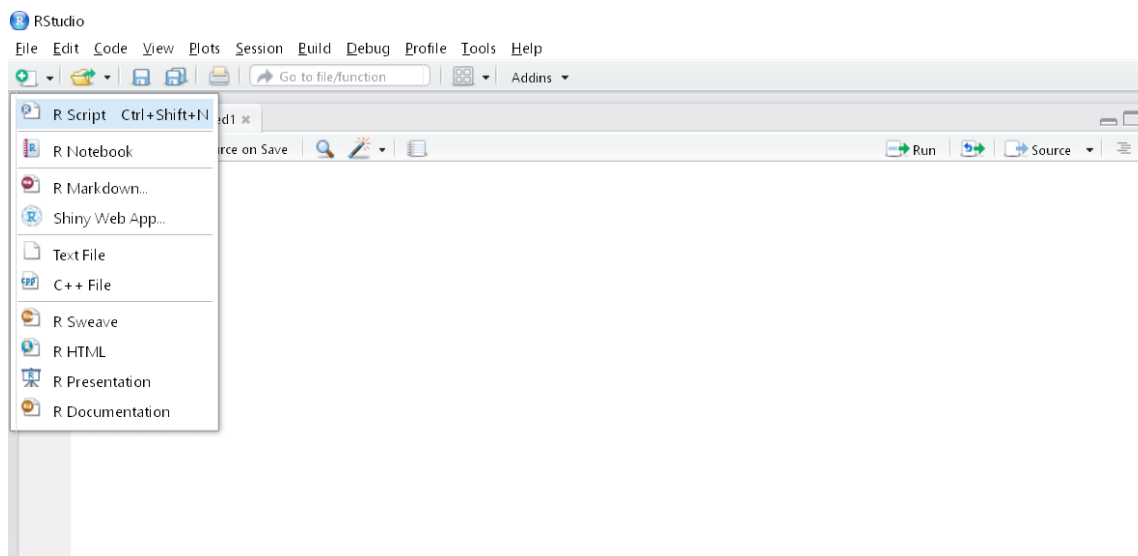 RStudio
File Edit Code View Plots Session Build Debug Profile Tools Help
Go to file/function Addins
R Script Ctrl+Shift+N
ed1
R Notebook
rce on Save Run Source
R Markdown...
Shiny Web App...
Text File
C++ File
R Sweave
R HTML
R Presentation
R Documentation